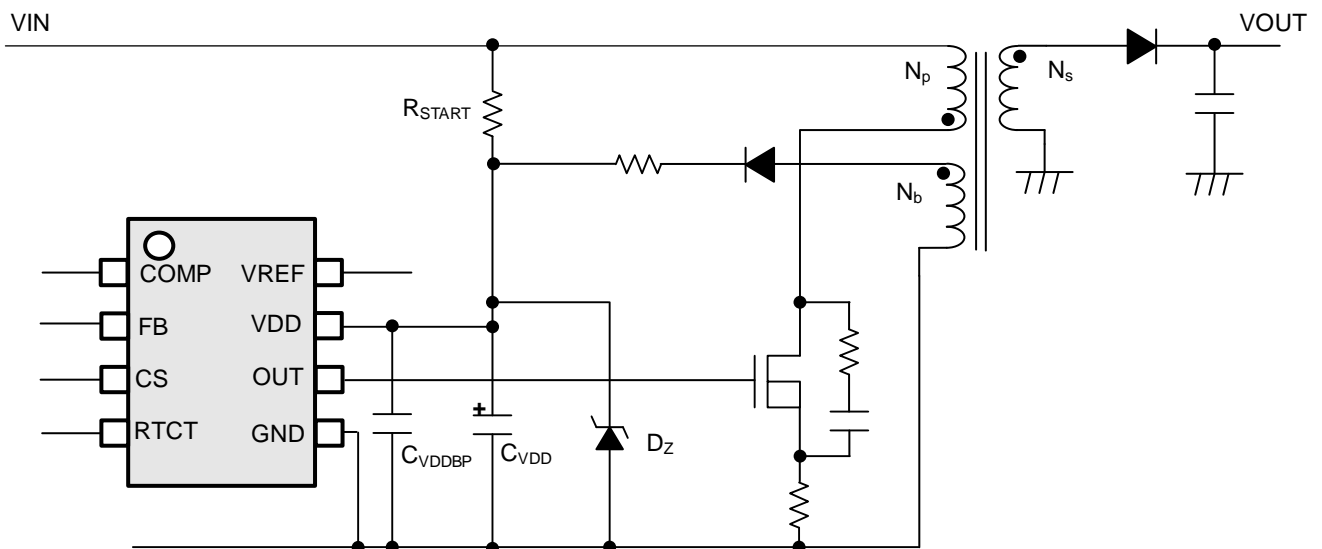 VIN
VOUT
Np
Ns
RSTART
Nb
COMP
VREF
FB
VDD
CS
OUT
RTCT
GND
+
CVDDBP
CVDD
DZ